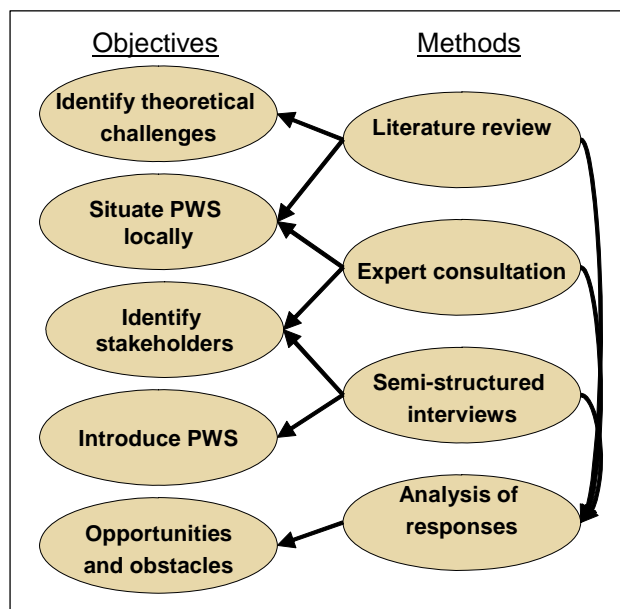 Objectives
Methods
Identify theoretical
challenges
Literature review
Situate PWS
locally
Expert consultation
Identify
stakeholders
Semi-structured
interviews
Introduce PWS
Analysis of
responses
Opportunities
and obstacles